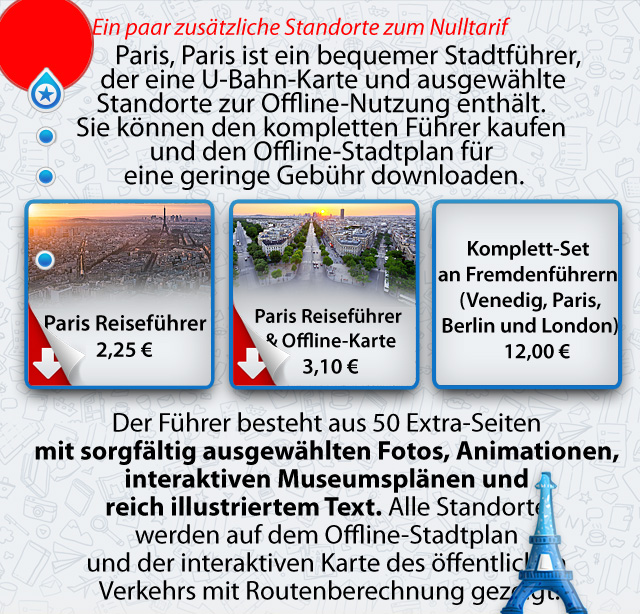 Ein paar zusätzliche Standorte zum Nulltarif
Paris, Paris ist ein bequemer Stadtführer,
der eine U-Bahn-Karte und ausgewählte
Standorte zur Offline-Nutzung enthält.
Sie können den kompletten Führer kaufen
und den Offline-Stadtplan für
eine geringe Gebühr downloaden.
Paris Reiseführer
2,25 €
Paris Reiseführer
& Offline-Karte
3,10 €
Komplett-Set
an Fremdenführern
(Venedig, Paris,
Berlin und London)
12,00 €
Der Führer besteht aus 50 Extra-Seiten
mit sorgfältig ausgewählten Fotos, Animationen,
interaktiven Museumsplänen und
reich illustriertem Text. Alle Standorte
werden auf dem Offline-Stadtplan
und der interaktiven Karte des öffentlichen
Verkehrs mit Routenberechnung gezeigt.